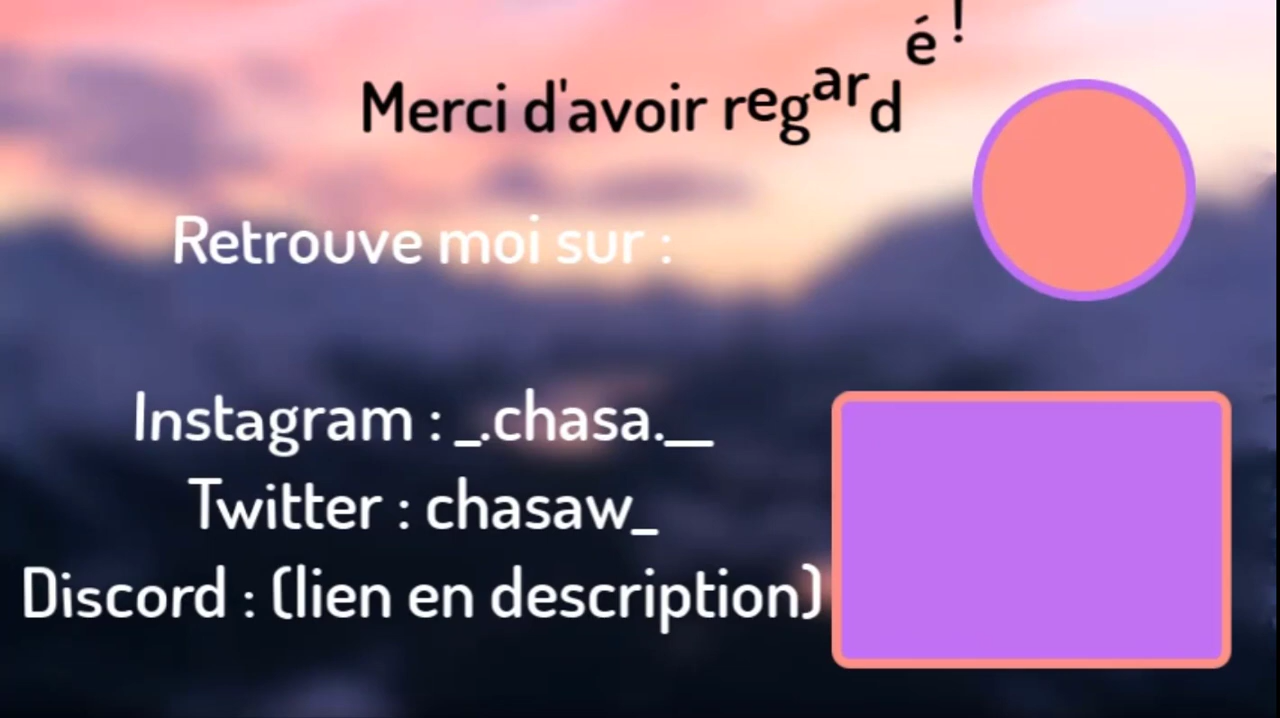 Merci d'avoir regardé !
Retrouve moi sur :
Instagram : _.chasa.__
Twitter : chasaw_
Discord : (lien en description)